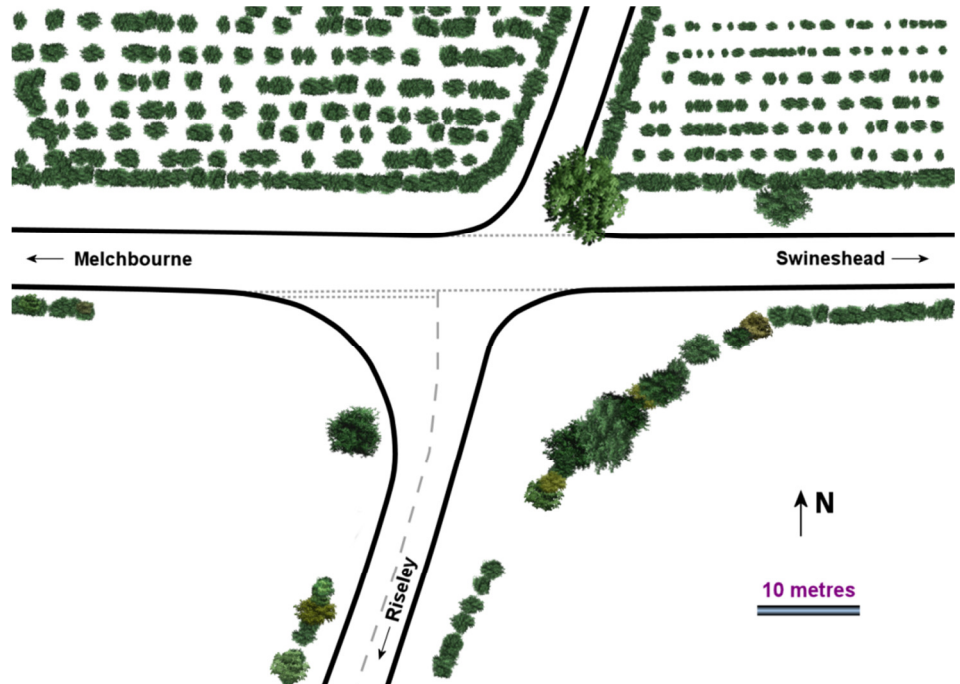 ← Melchbourne
Swineshead →
N
10 metres
← Riseley